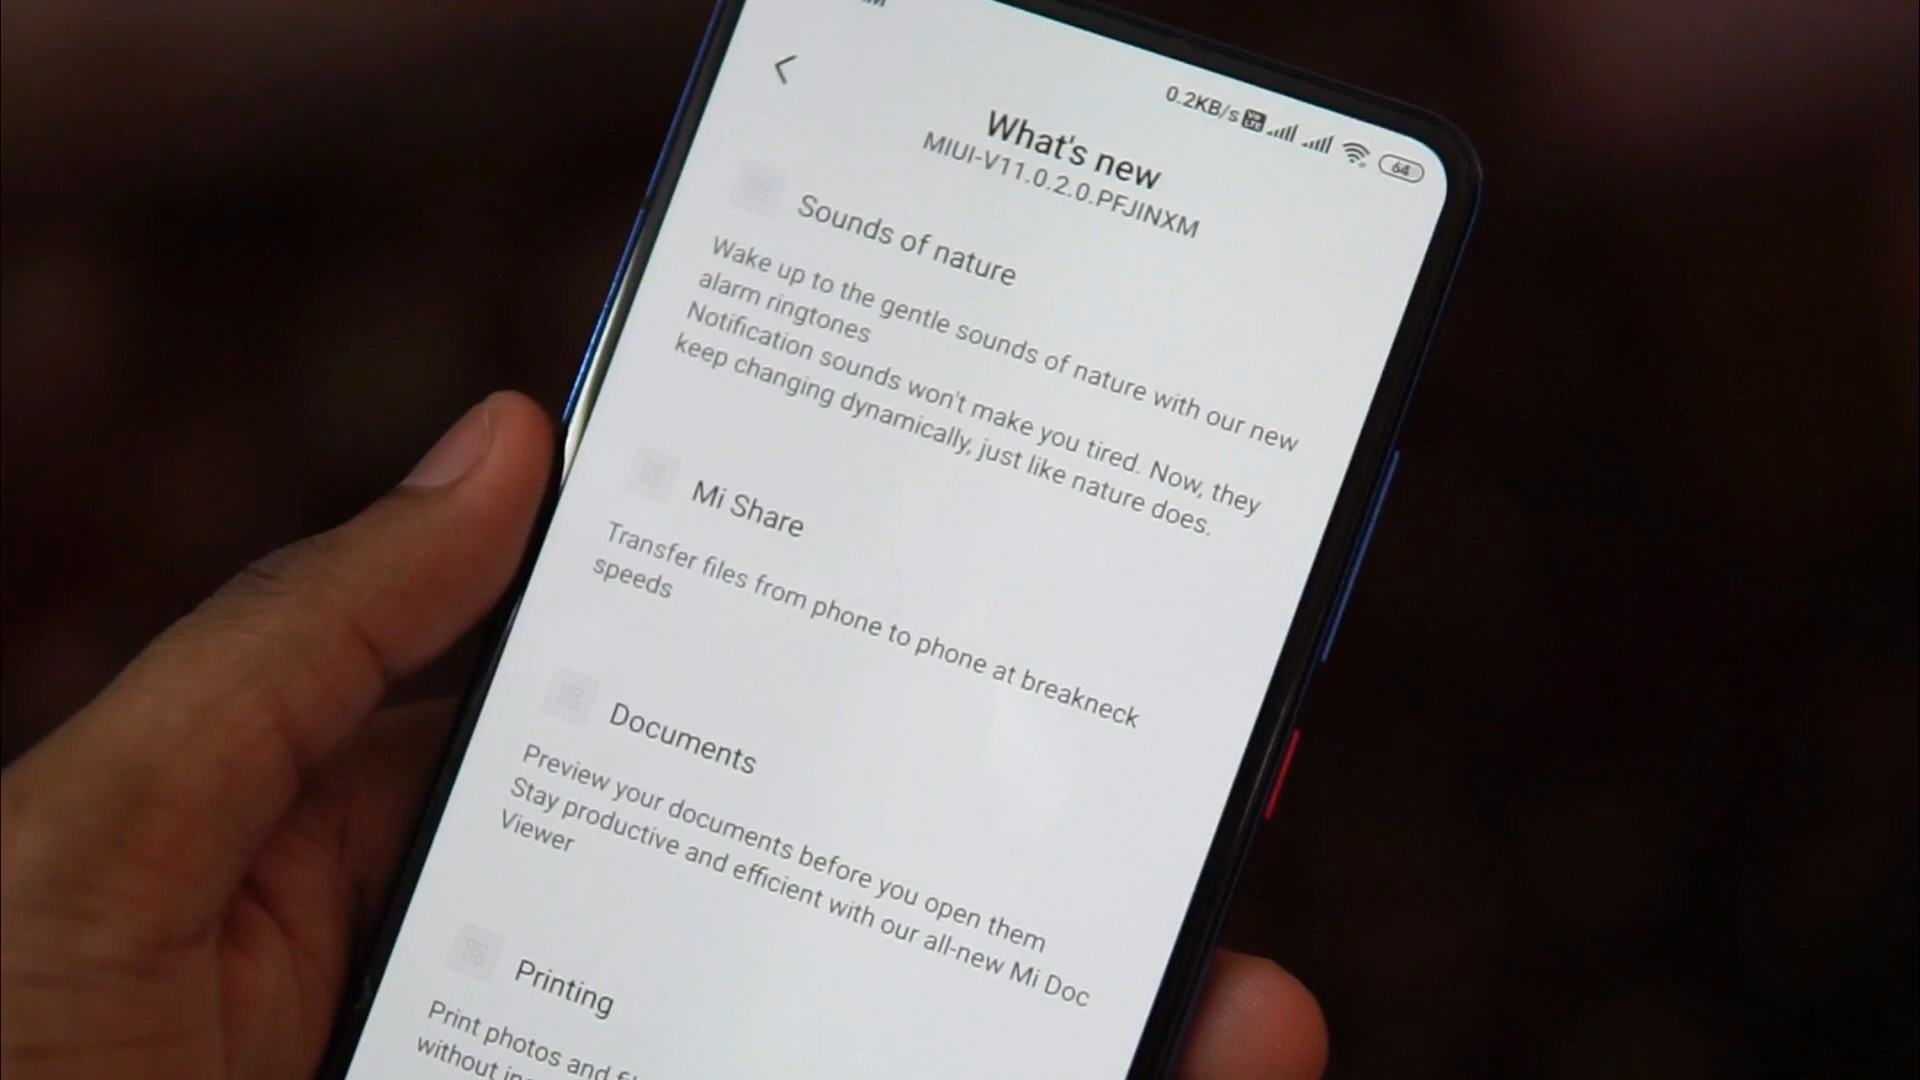 0.2KB/s
64
What's new
MIUI-V11.0.2.0.PFJINXM
Sounds of nature
Wake up to the gentle sounds of nature with our new
alarm ringtones
Notification sounds won't make you tired. Now, they
keep changing dynamically, just like nature does.
Mi Share
Transfer files from phone to phone at breakneck
speeds
Documents
Preview your documents before you open them
Stay productive and efficient with our all-new Mi Doc
Viewer
Printing
Print photos and
without